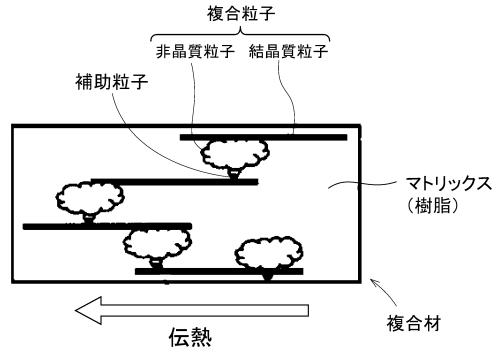 複合粒子
非晶質粒子 結晶質粒子
補助粒子
マトリックス
（樹脂）
複合材
伝熱